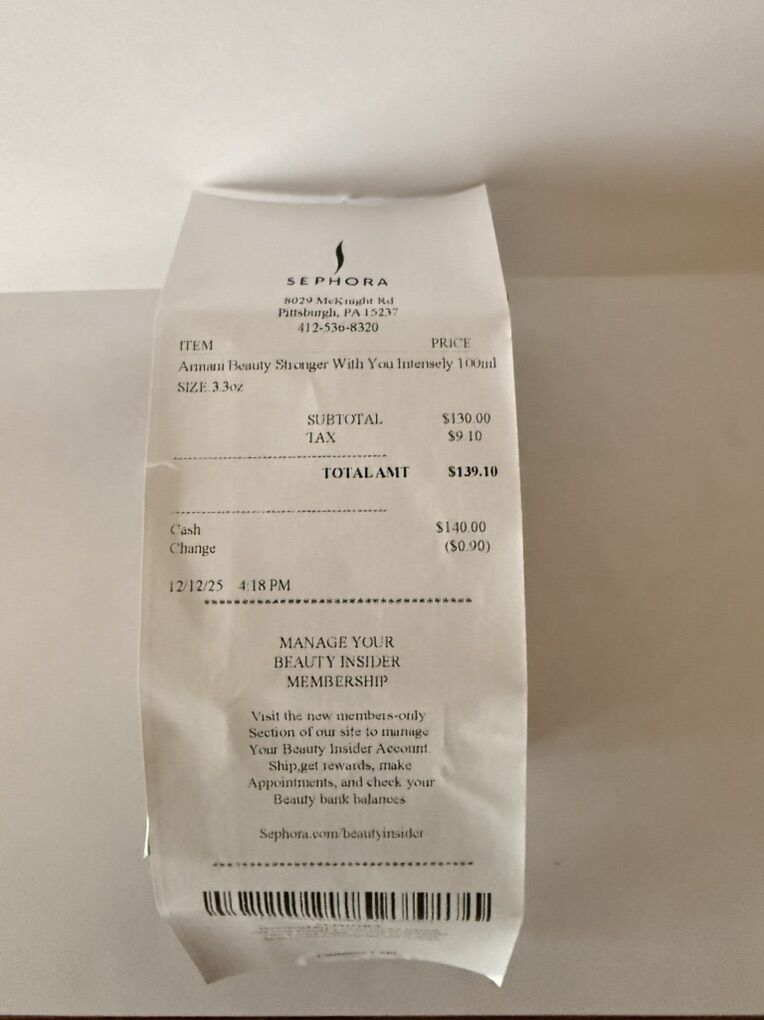 SEPHORA
8029 McKnight Rd
Pittsburgh, PA 15237
412-536-8320
ITEM PRICE
Armani Beauty Stronger With You Intensely 100ml
SIZE 3.3oz
SUBTOTAL $130.00
TAX $9.10
TOTAL AMT $139.10
Cash $140.00
Change ($0.90)
12/12/25 4:18 PM
MANAGE YOUR
BEAUTY INSIDER
MEMBERSHIP
Visit the new members-only
Section of our site to manage
Your Beauty Insider Account.
Ship,get rewards, make
Appointments, and check your
Beauty bank balances
Sephora.com/beautyinsider